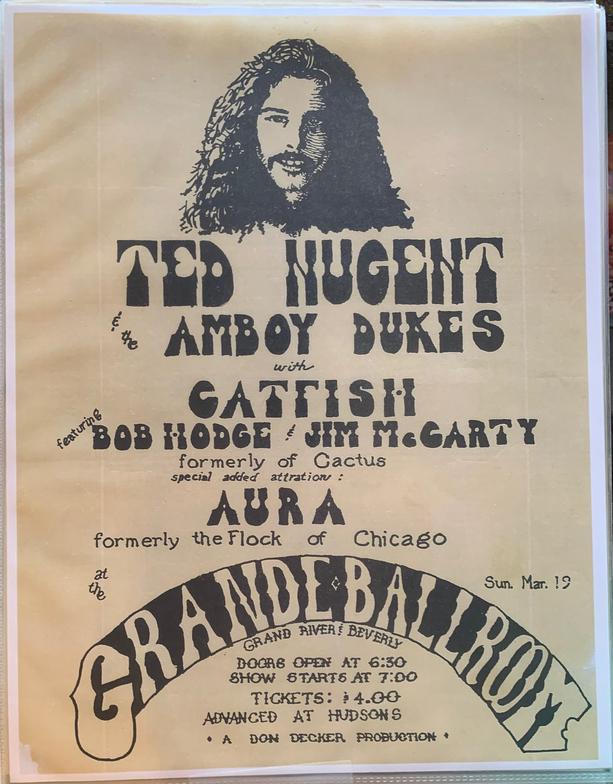 TED NUGENT
& the AMBOY DUKES
with
CATFISH
featuring BOB HODGE & JIM McCARTY
formerly of Cactus
special added attration:
AURA
formerly the Flock of Chicago
at the
Sun. Mar. 19
GRANDE BALLROOM
GRAND RIVER & BEVERLY
DOORS OPEN AT 6:30
SHOW STARTS AT 7:00
TICKETS: $4.00
ADVANCED AT HUDSONS
• A DON DECKER PRODUCTION •